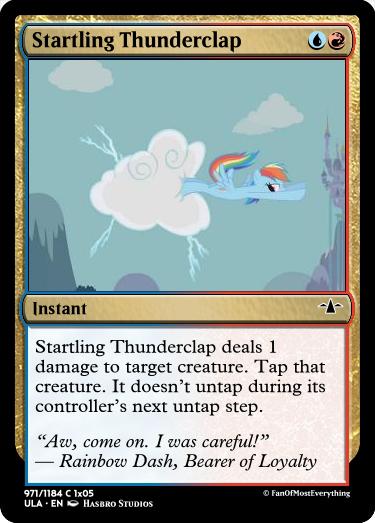 Startling Thunderclap
Instant
Startling Thunderclap deals 1
damage to target creature. Tap that
creature. It doesn't untap during its
controller's next untap step.
"Aw, come on. I was careful!"
— Rainbow Dash, Bearer of Loyalty
971/1184 C 1x05
ULA • EN Hasbro Studios
© FanOfMostEverything